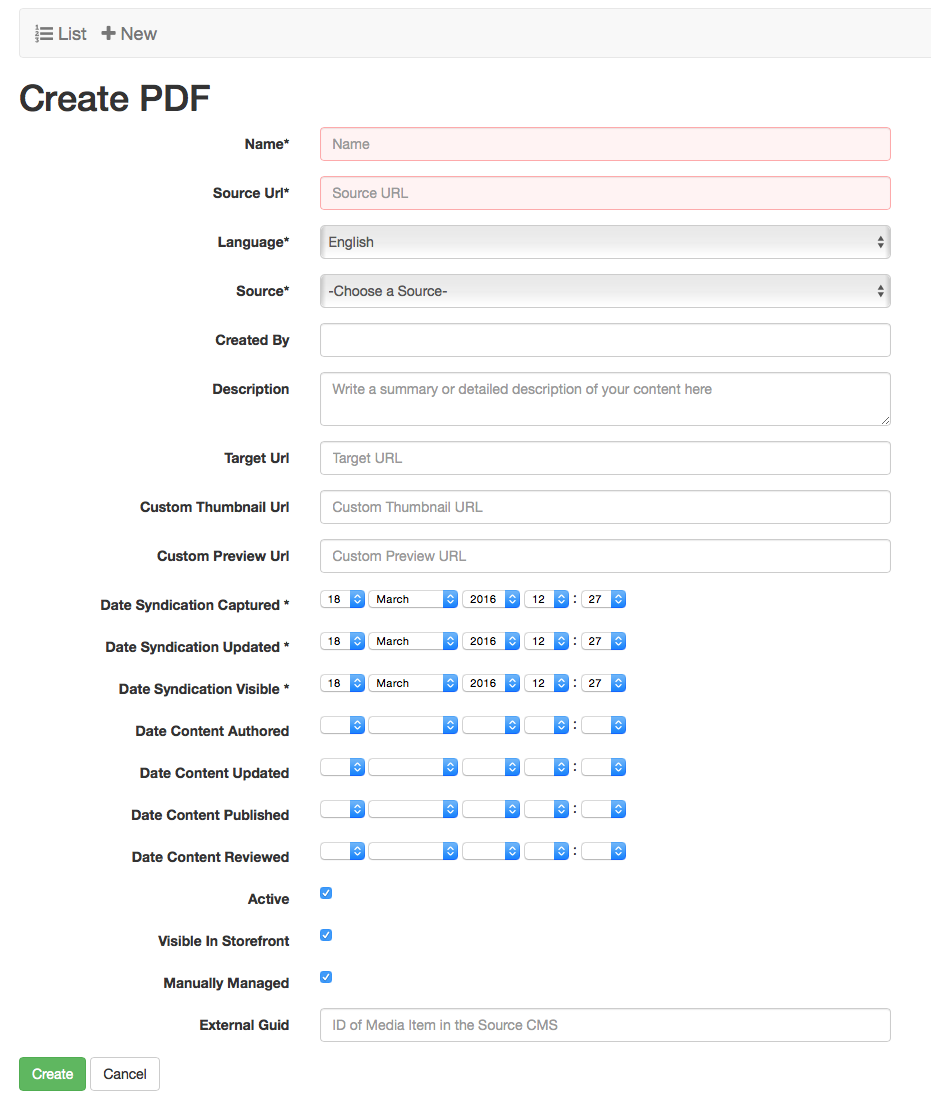 List New
Create PDF
Name* Name
Source Url* Source URL
Language* English
Source* -Choose a Source-
Created By
Description Write a summary or detailed description of your content here
Target Url Target URL
Custom Thumbnail Url Custom Thumbnail URL
Custom Preview Url Custom Preview URL
Date Syndication Captured * 18 March 2016 12 : 27
Date Syndication Updated * 18 March 2016 12 : 27
Date Syndication Visible * 18 March 2016 12 : 27
Date Content Authored :
Date Content Updated :
Date Content Published :
Date Content Reviewed :
Active
Visible In Storefront
Manually Managed
External Guid ID of Media Item in the Source CMS
Create Cancel